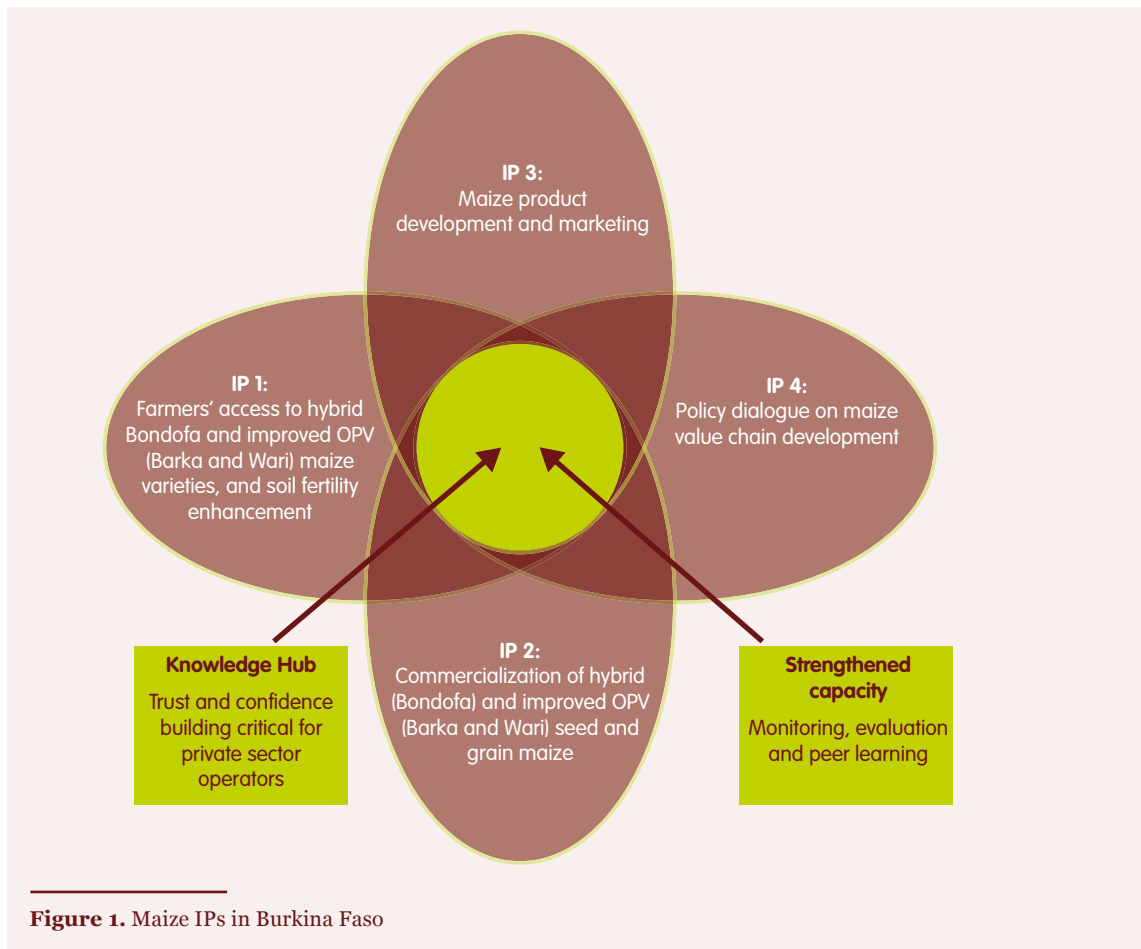 IP 3:
Maize product
development and marketing
IP 1:
Farmers’ access to hybrid
Bondofa and improved OPV
(Barka and Wari) maize
varieties, and soil fertility
enhancement
IP 4:
Policy dialogue on maize
value chain development
IP 2:
Commercialization of hybrid
(Bondofa) and improved OPV
(Barka and Wari) seed and
grain maize
Knowledge Hub
Trust and confidence
building critical for
private sector
operators
Strengthened
capacity
Monitoring, evaluation
and peer learning
Figure 1. Maize IPs in Burkina Faso